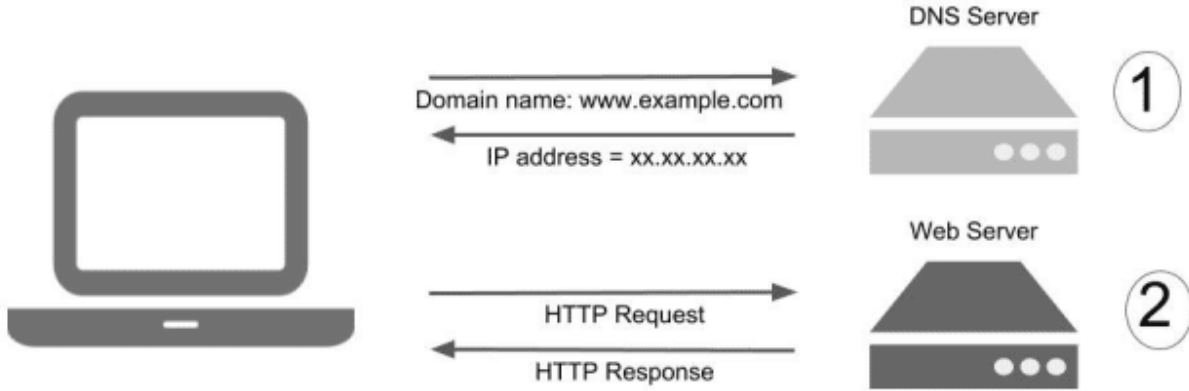 DNS Server
1
Domain name: www.example.com
IP address = xx.xx.xx.xx
Web Server
2
HTTP Request
HTTP Response